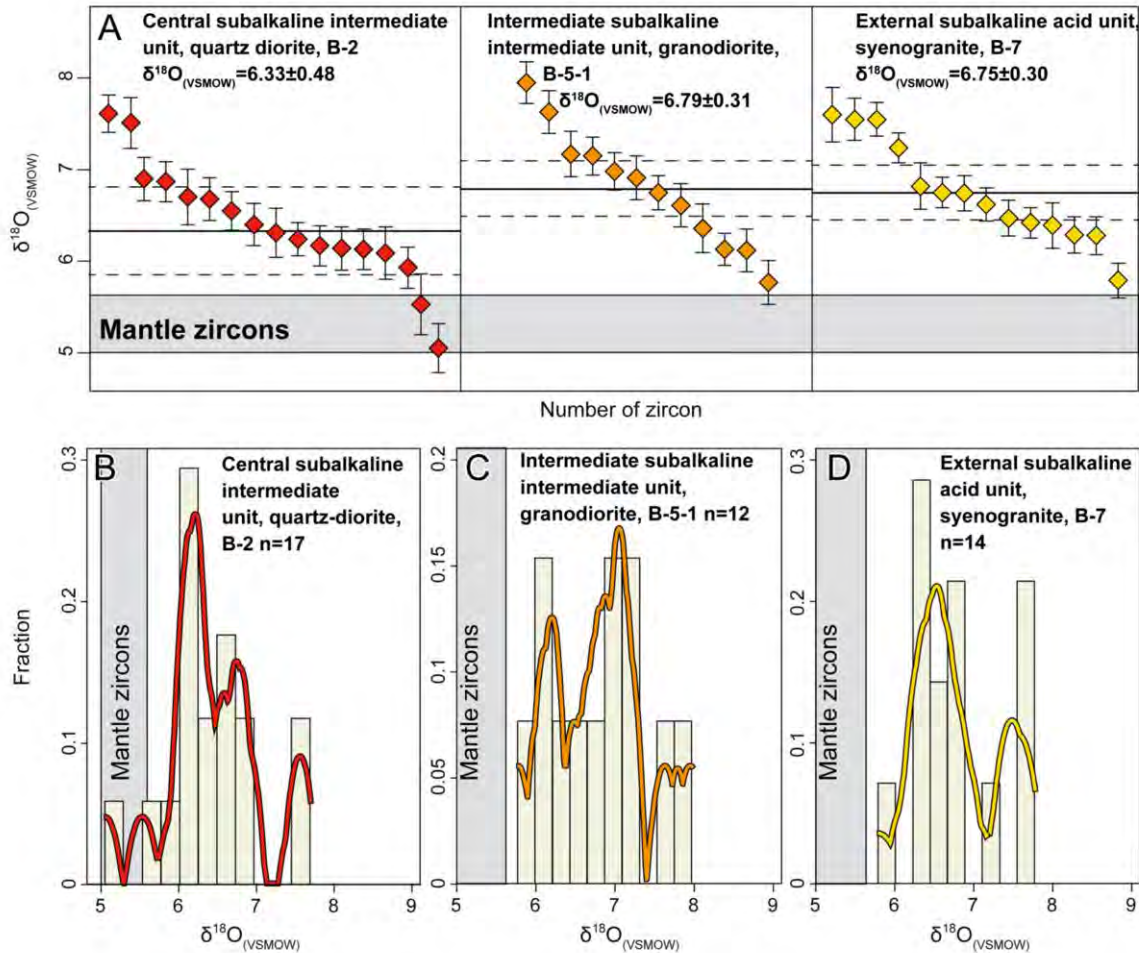 A
Central subalkaline intermediate
unit, quartz diorite, B-2
δ18O(VSMOW)=6.33±0.48
Intermediate subalkaline
intermediate unit, granodiorite,
B-5-1
δ18O(VSMOW)=6.79±0.31
External subalkaline acid unit,
syenogranite, B-7
δ18O(VSMOW)=6.75±0.30
8
7
6
5
δ18O(VSMOW)
Mantle zircons
Number of zircon
B
Central subalkaline
intermediate
unit, quartz-diorite,
B-2 n=17
Mantle zircons
Fraction
0.3
0.2
0.1
0
5 6 7 8 9
δ18O(VSMOW)
C
Intermediate subalkaline
intermediate unit,
granodiorite, B-5-1 n=12
Mantle zircons
0.2
0.15
0.1
0.05
0
5 6 7 8 9
δ18O(VSMOW)
D
External subalkaline
acid unit,
syenogranite, B-7
n=14
Mantle zircons
0.3
0.2
0.1
0
5 6 7 8 9
δ18O(VSMOW)